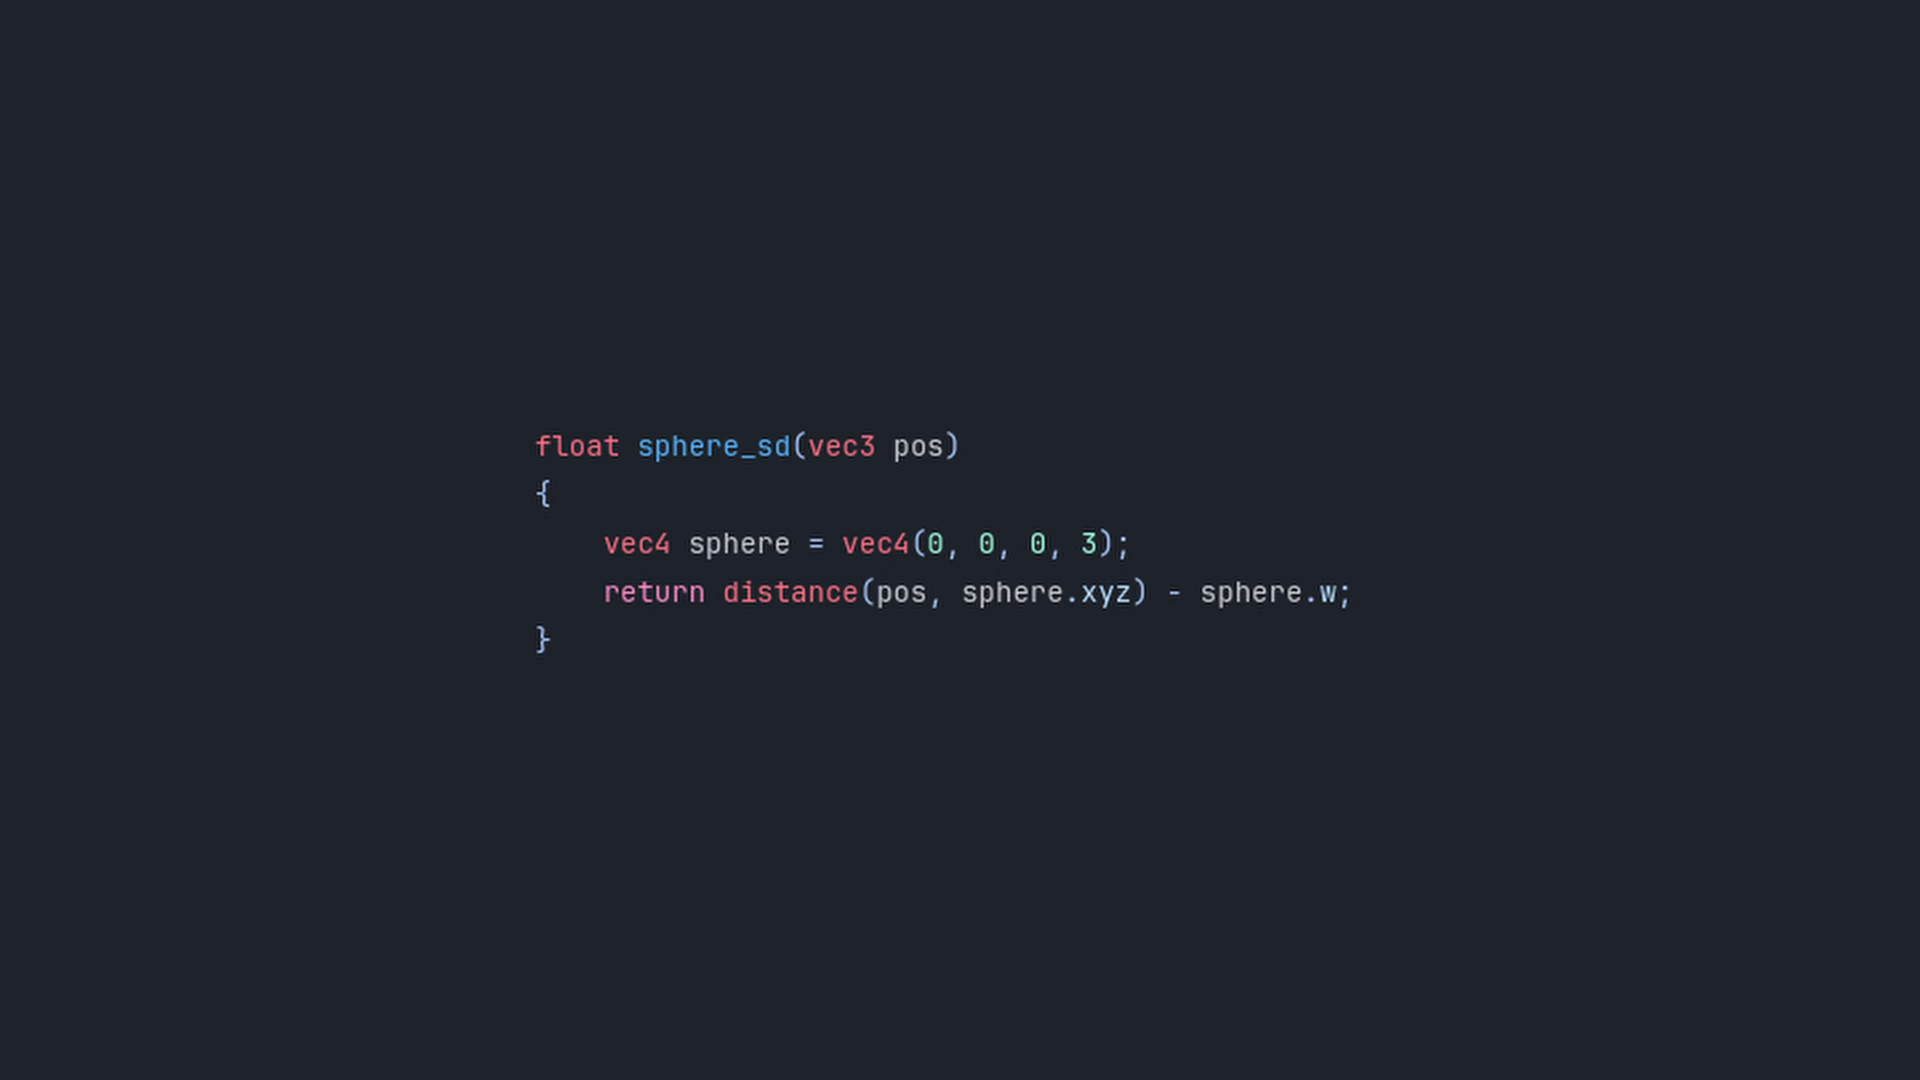 float sphere_sd(vec3 pos)
{
    vec4 sphere = vec4(0, 0, 0, 3);
    return distance(pos, sphere.xyz) - sphere.w;
}